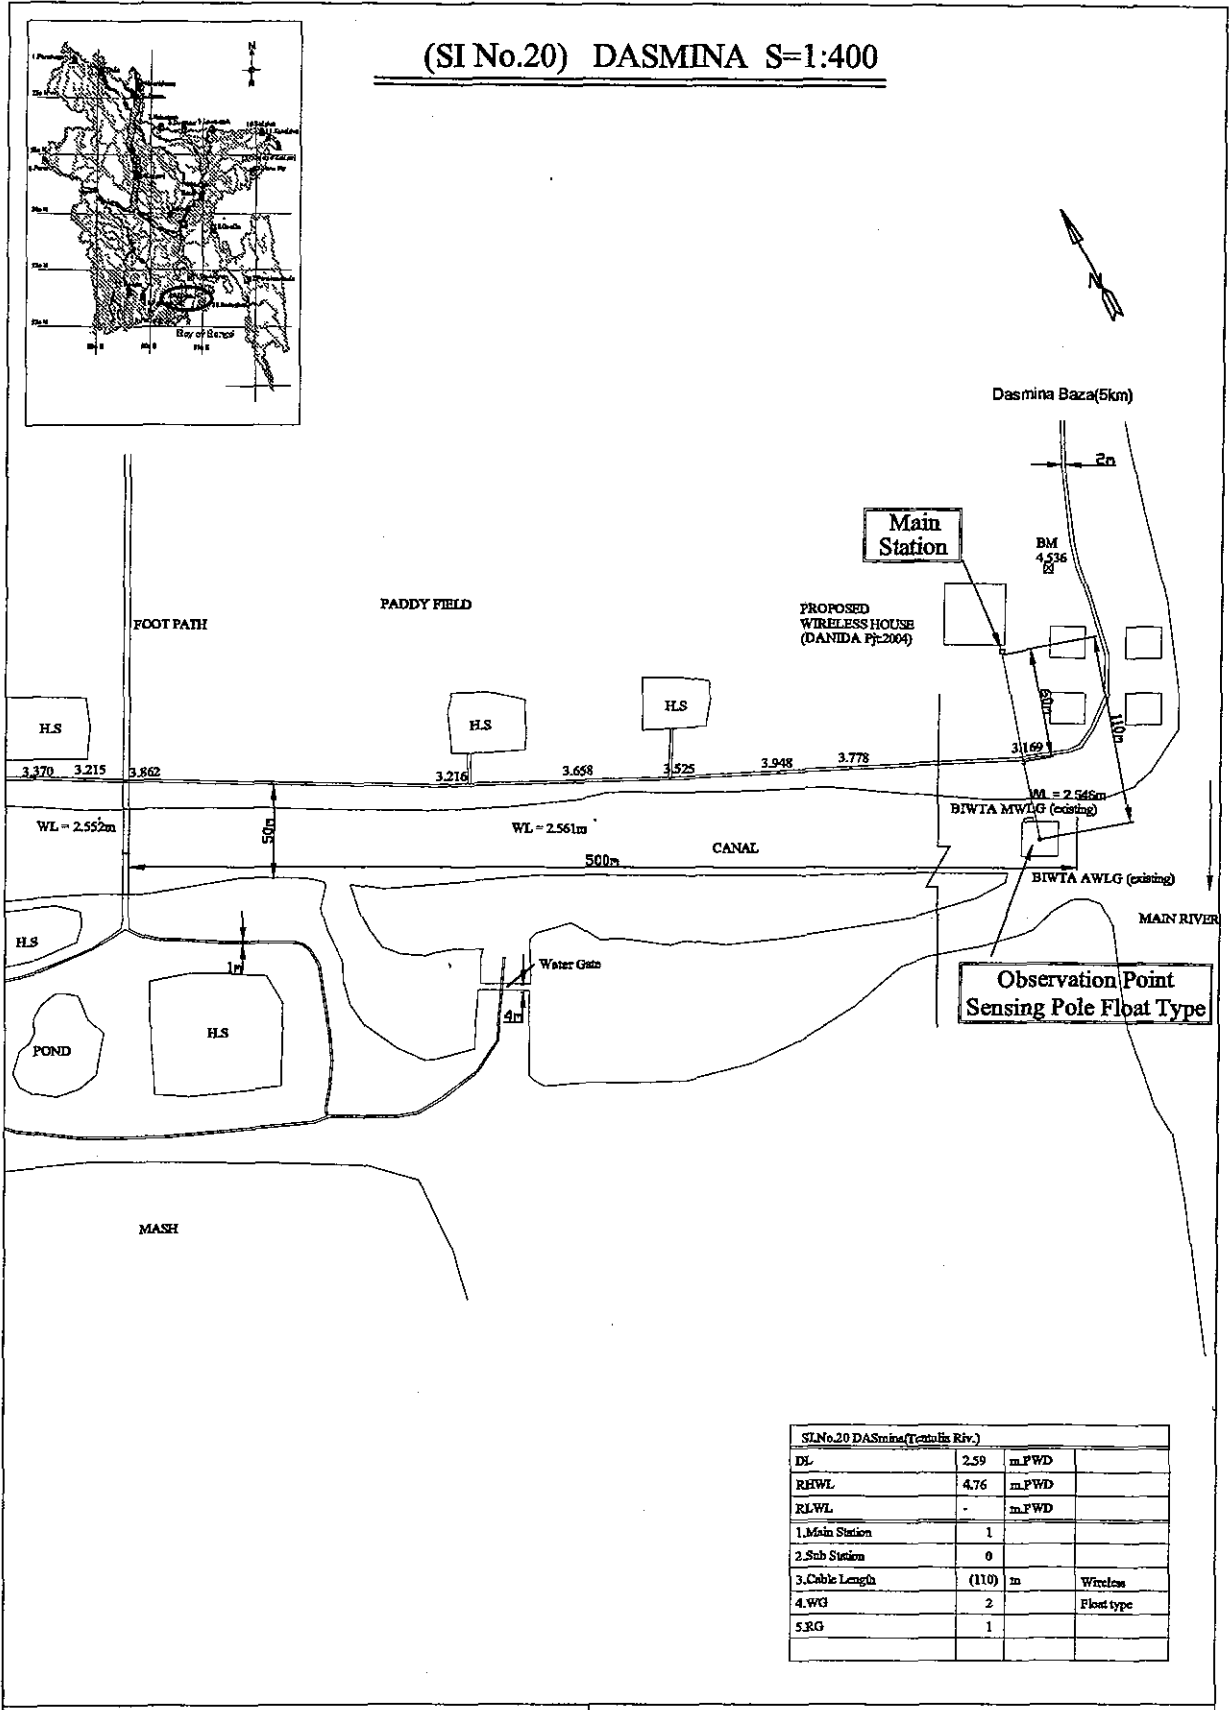 (SI No.20) DASMINA S=1:400
N
Bay of Bengal
N
Dasmina Baza(5km)
2m
Main
Station
BM
4.536
PADDY FIELD
PROPOSED
WIRELESS HOUSE
(DANIDA Pjt2004)
FOOT PATH
H.S
H.S
H.S
60m
110m
3.370
3.215
3.862
3.216
3.658
3.525
3.948
3.778
3.169
WL = 2.546m
BIWTA MWLG (existing)
WL = 2.552m
50m
WL = 2.561m
CANAL
500m
BIWTA AWLG (existing)
MAIN RIVER
H.S
1m
Water Gate
4m
Observation Point
Sensing Pole Float Type
H.S
POND
MASH
SI.No.20 DASmina(Tentulia Riv.)
DL 2.59 m.PWD
RHWL 4.76 m.PWD
RLWL - m.PWD
1.Main Station 1
2.Sub Station 0
3.Cable Length (110) m Wireless
4.WG 2 Float type
5.RG 1